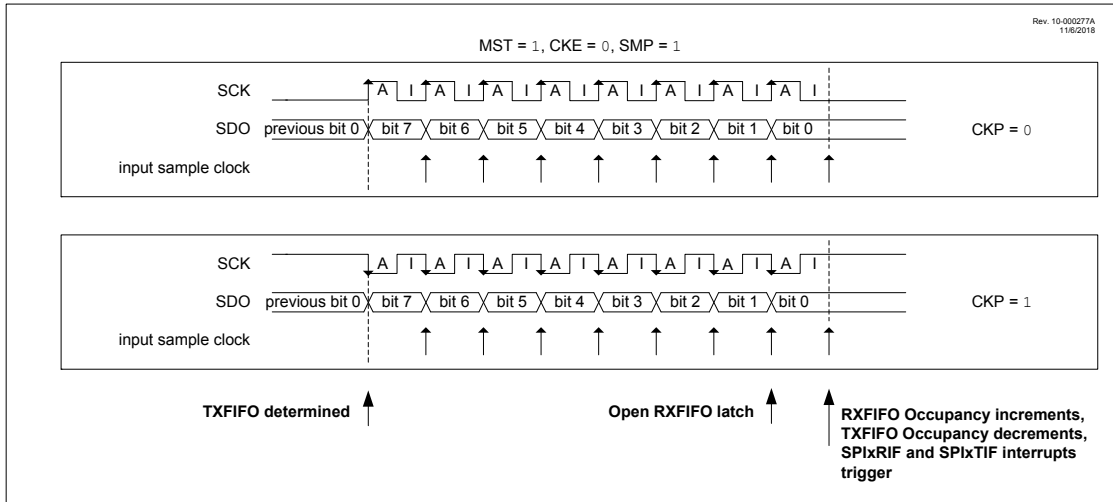 Rev. 10-000277A
11/6/2018
MST = 1, CKE = 0, SMP = 1
SCK A I A I A I A I A I A I A I A I
SDO previous bit 0 bit 7 bit 6 bit 5 bit 4 bit 3 bit 2 bit 1 bit 0
CKP = 0
input sample clock
SCK A I A I A I A I A I A I A I A I
SDO previous bit 0 bit 7 bit 6 bit 5 bit 4 bit 3 bit 2 bit 1 bit 0
CKP = 1
input sample clock
TXFIFO determined
Open RXFIFO latch
RXFIFO Occupancy increments,
TXFIFO Occupancy decrements,
SPIxRIF and SPIxTIF interrupts
trigger